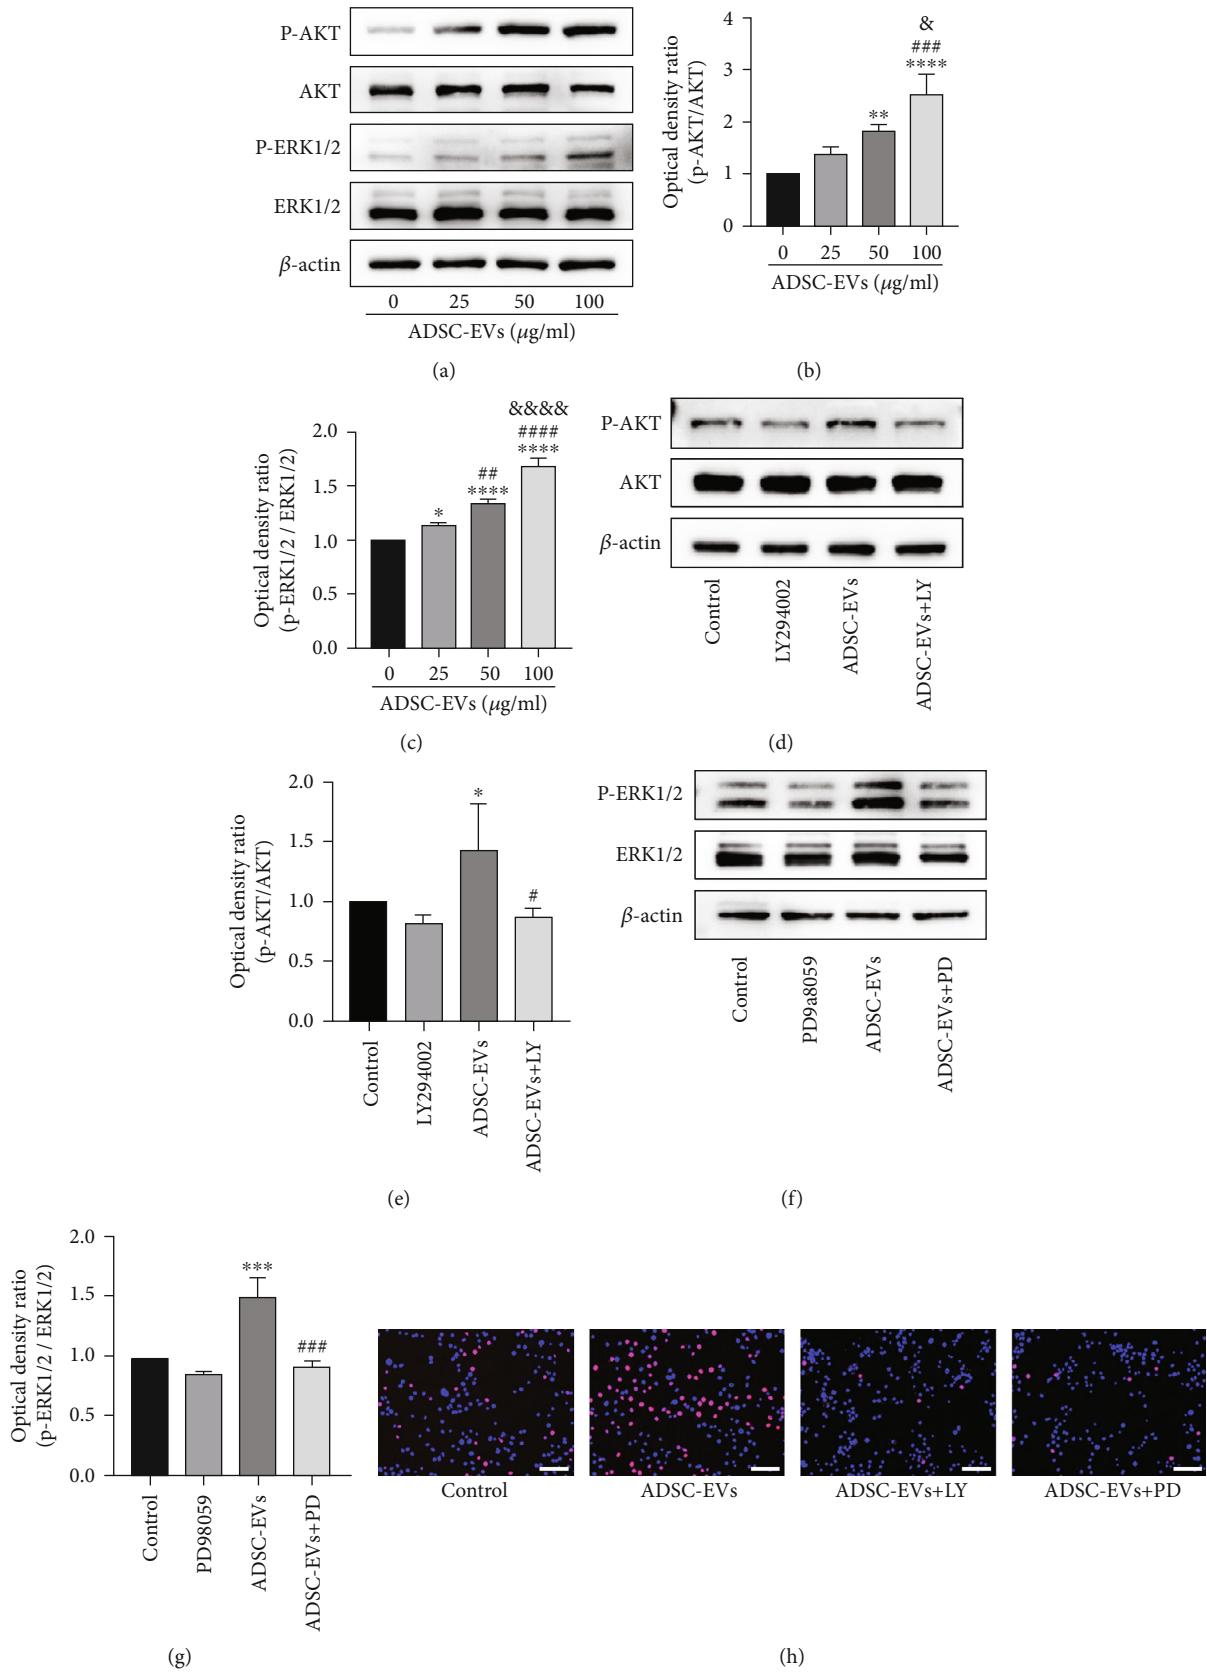 P-AKT
AKT
P-ERK1/2
ERK1/2
β-actin
0 25 50 100
ADSC-EVs (μg/ml)
(a)
Optical density ratio
(p-AKT/AKT)
4
3
2
1
0
**
&
###
****
0 25 50 100
ADSC-EVs (μg/ml)
(b)
Optical density ratio
(p-ERK1/2 / ERK1/2)
2.0
1.5
1.0
0.5
0.0
*
##
****
&&&&
####
****
0 25 50 100
ADSC-EVs (μg/ml)
(c)
P-AKT
AKT
β-actin
Control
LY294002
ADSC-EVs
ADSC-EVs+LY
(d)
Optical density ratio
(p-AKT/AKT)
2.0
1.5
1.0
0.5
0.0
*
#
Control
LY294002
ADSC-EVs
ADSC-EVs+LY
(e)
P-ERK1/2
ERK1/2
β-actin
Control
PD9a8059
ADSC-EVs
ADSC-EVs+PD
(f)
Optical density ratio
(p-ERK1/2 / ERK1/2)
2.0
1.5
1.0
0.5
0.0
***
###
Control
PD98059
ADSC-EVs
ADSC-EVs+PD
(g)
Control
ADSC-EVs
ADSC-EVs+LY
ADSC-EVs+PD
(h)